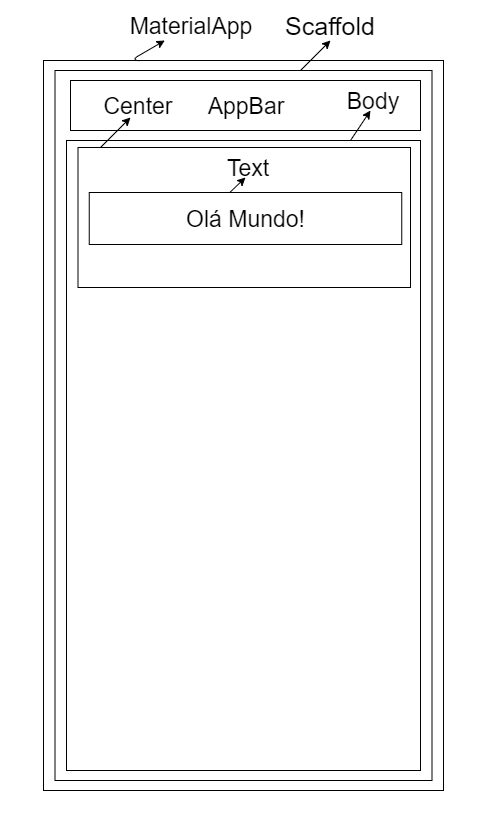 MaterialApp Scaffold
Center AppBar Body
Text
Olá Mundo!